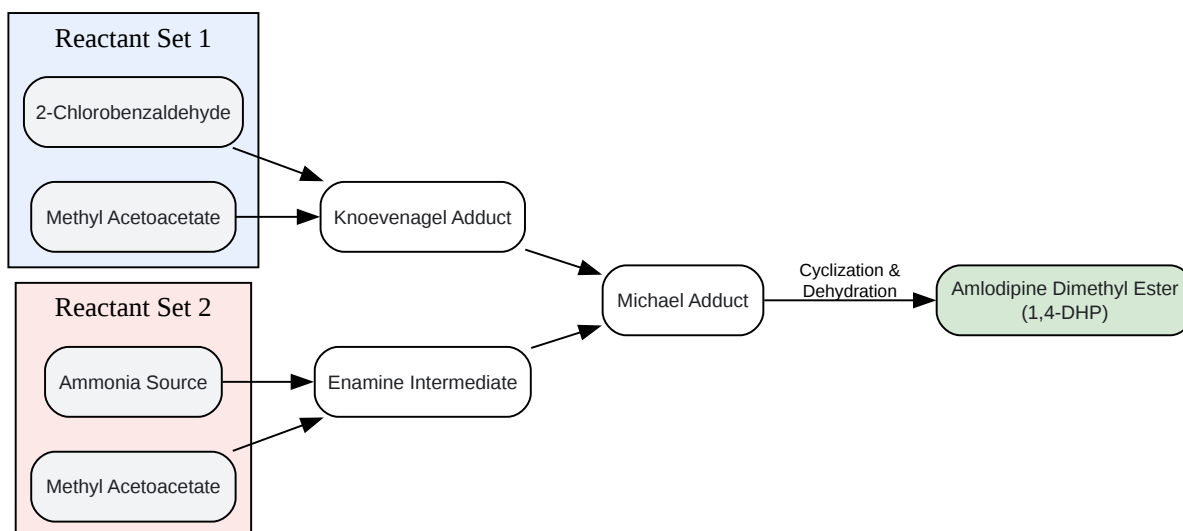 Reactant Set 1
2-Chlorobenzaldehyde
Methyl Acetoacetate
Knoevenagel Adduct
Reactant Set 2
Ammonia Source
Methyl Acetoacetate
Enamine Intermediate
Michael Adduct
Cyclization &
Dehydration
Amlodipine Dimethyl Ester
(1,4-DHP)